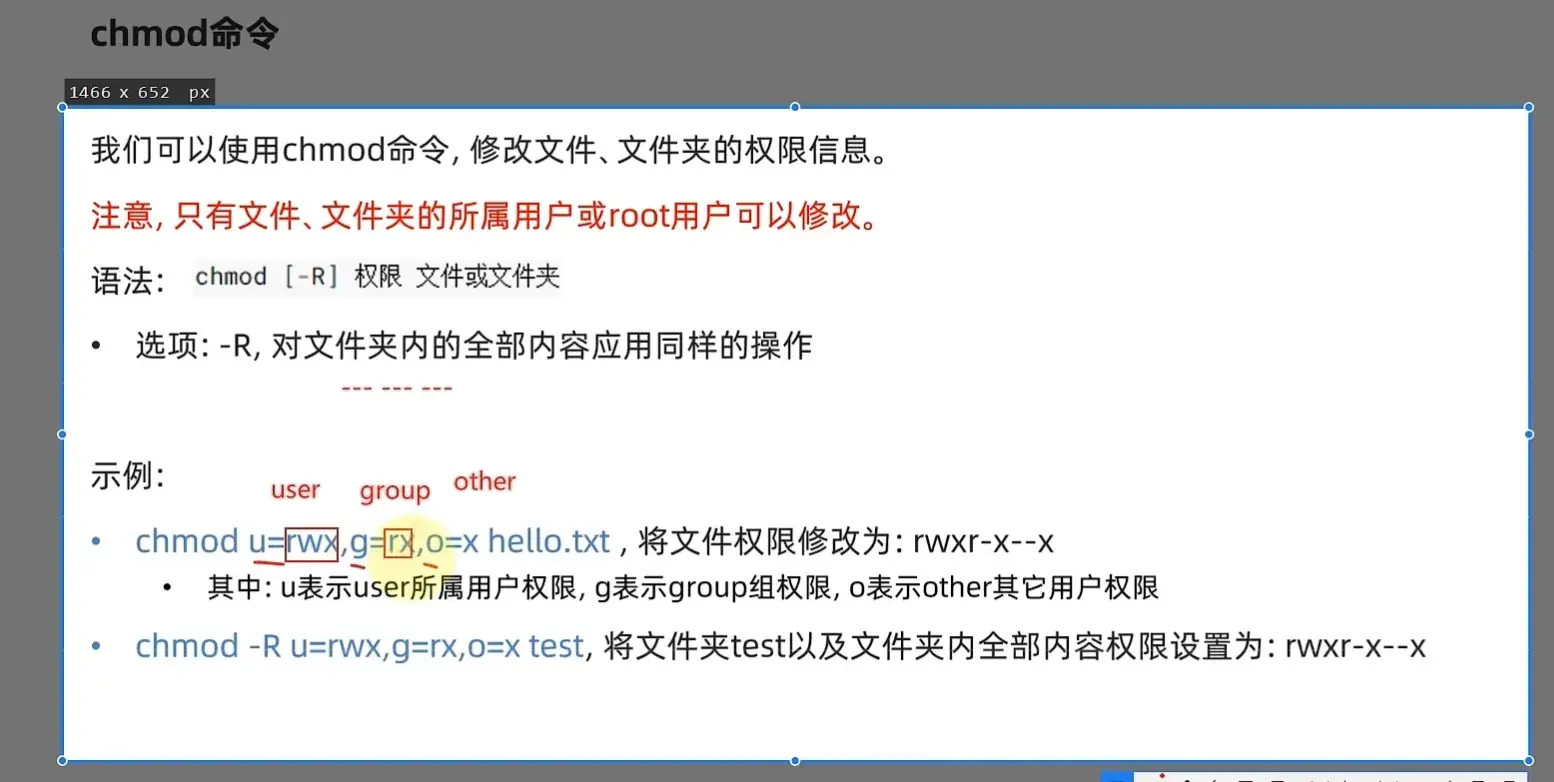 chmod命令
1466 x 652 px
我们可以使用chmod命令, 修改文件、文件夹的权限信息。
注意, 只有文件、文件夹的所属用户或root用户可以修改。
语法: chmod [-R] 权限 文件或文件夹
• 选项: -R, 对文件夹内的全部内容应用同样的操作
--- --- ---
示例:
user group other
• chmod u=rwx,g=rx,o=x hello.txt , 将文件权限修改为: rwxr-x--x
• 其中: u表示user所属用户权限, g表示group组权限, o表示other其它用户权限
• chmod -R u=rwx,g=rx,o=x test, 将文件夹test以及文件夹内全部内容权限设置为: rwxr-x--x